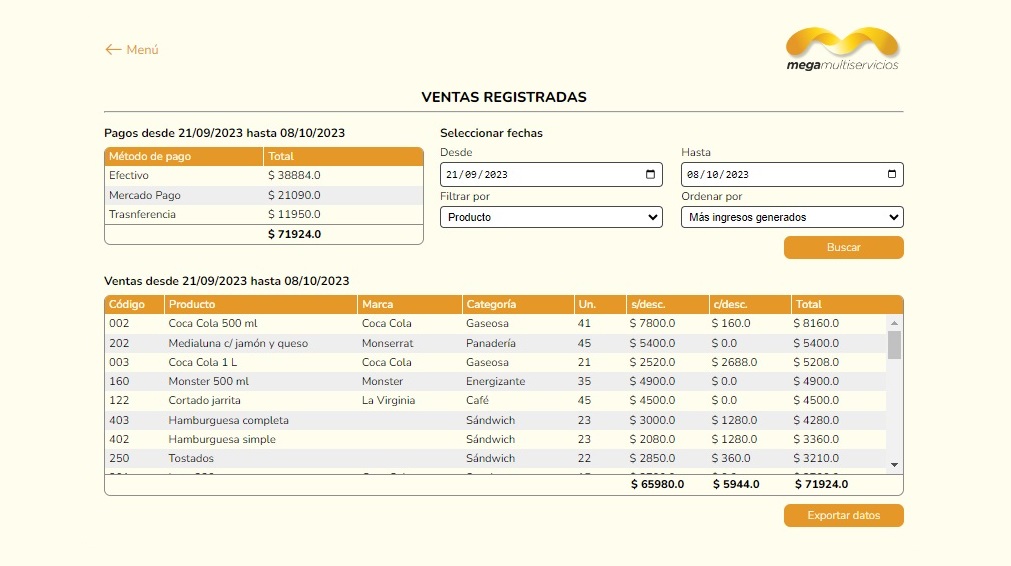 ← Menú
megamultiservicios
VENTAS REGISTRADAS
Pagos desde 21/09/2023 hasta 08/10/2023
Método de pago Total
Efectivo $ 38884.0
Mercado Pago $ 21090.0
Trasnferencia $ 11950.0
$ 71924.0
Seleccionar fechas
Desde Hasta
21/09/2023 08/10/2023
Filtrar por Ordenar por
Producto Más ingresos generados
Buscar
Ventas desde 21/09/2023 hasta 08/10/2023
Código Producto Marca Categoría Un. s/desc. c/desc. Total
002 Coca Cola 500 ml Coca Cola Gaseosa 41 $ 7800.0 $ 160.0 $ 8160.0
202 Medialuna c/ jamón y queso Monserrat Panadería 45 $ 5400.0 $ 0.0 $ 5400.0
003 Coca Cola 1 L Coca Cola Gaseosa 21 $ 2520.0 $ 2688.0 $ 5208.0
160 Monster 500 ml Monster Energizante 35 $ 4900.0 $ 0.0 $ 4900.0
122 Cortado jarrita La Virginia Café 45 $ 4500.0 $ 0.0 $ 4500.0
403 Hamburguesa completa Sándwich 23 $ 3000.0 $ 1280.0 $ 4280.0
402 Hamburguesa simple Sándwich 23 $ 2080.0 $ 1280.0 $ 3360.0
250 Tostados Sándwich 22 $ 2850.0 $ 360.0 $ 3210.0
$ 65980.0 $ 5944.0 $ 71924.0
Exportar datos